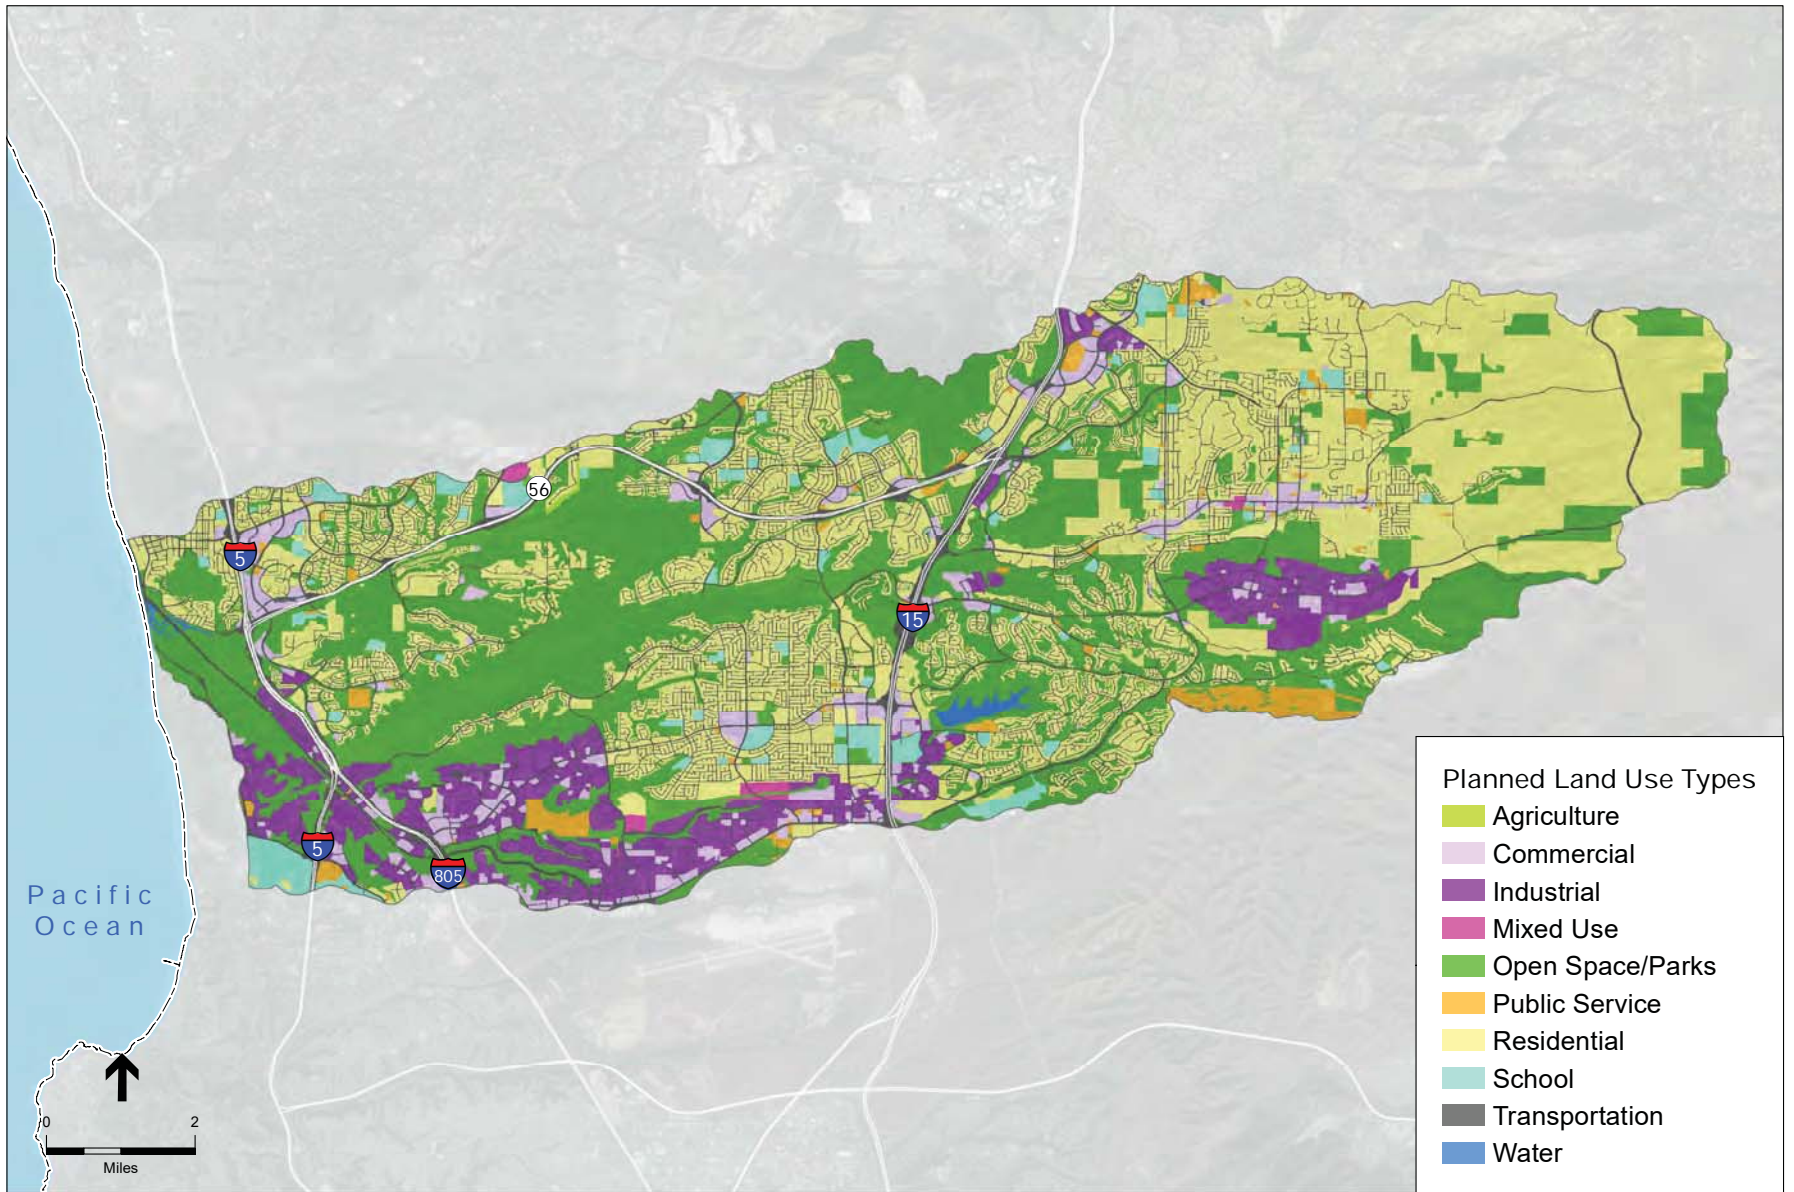 56
5
15
5
805
Pacific
Ocean
0 2
Miles
Planned Land Use Types
Agriculture
Commercial
Industrial
Mixed Use
Open Space/Parks
Public Service
Residential
School
Transportation
Water